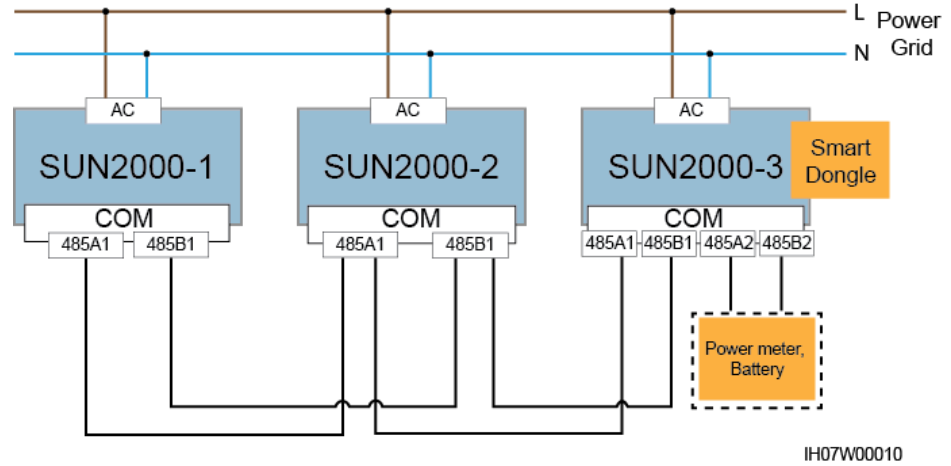 L Power
N Grid
AC
AC
AC
SUN2000-1
SUN2000-2
SUN2000-3
Smart
Dongle
COM
COM
COM
485A1
485B1
485A1
485B1
485A1
485B1
485A2
485B2
Power meter,
Battery
IH07W00010